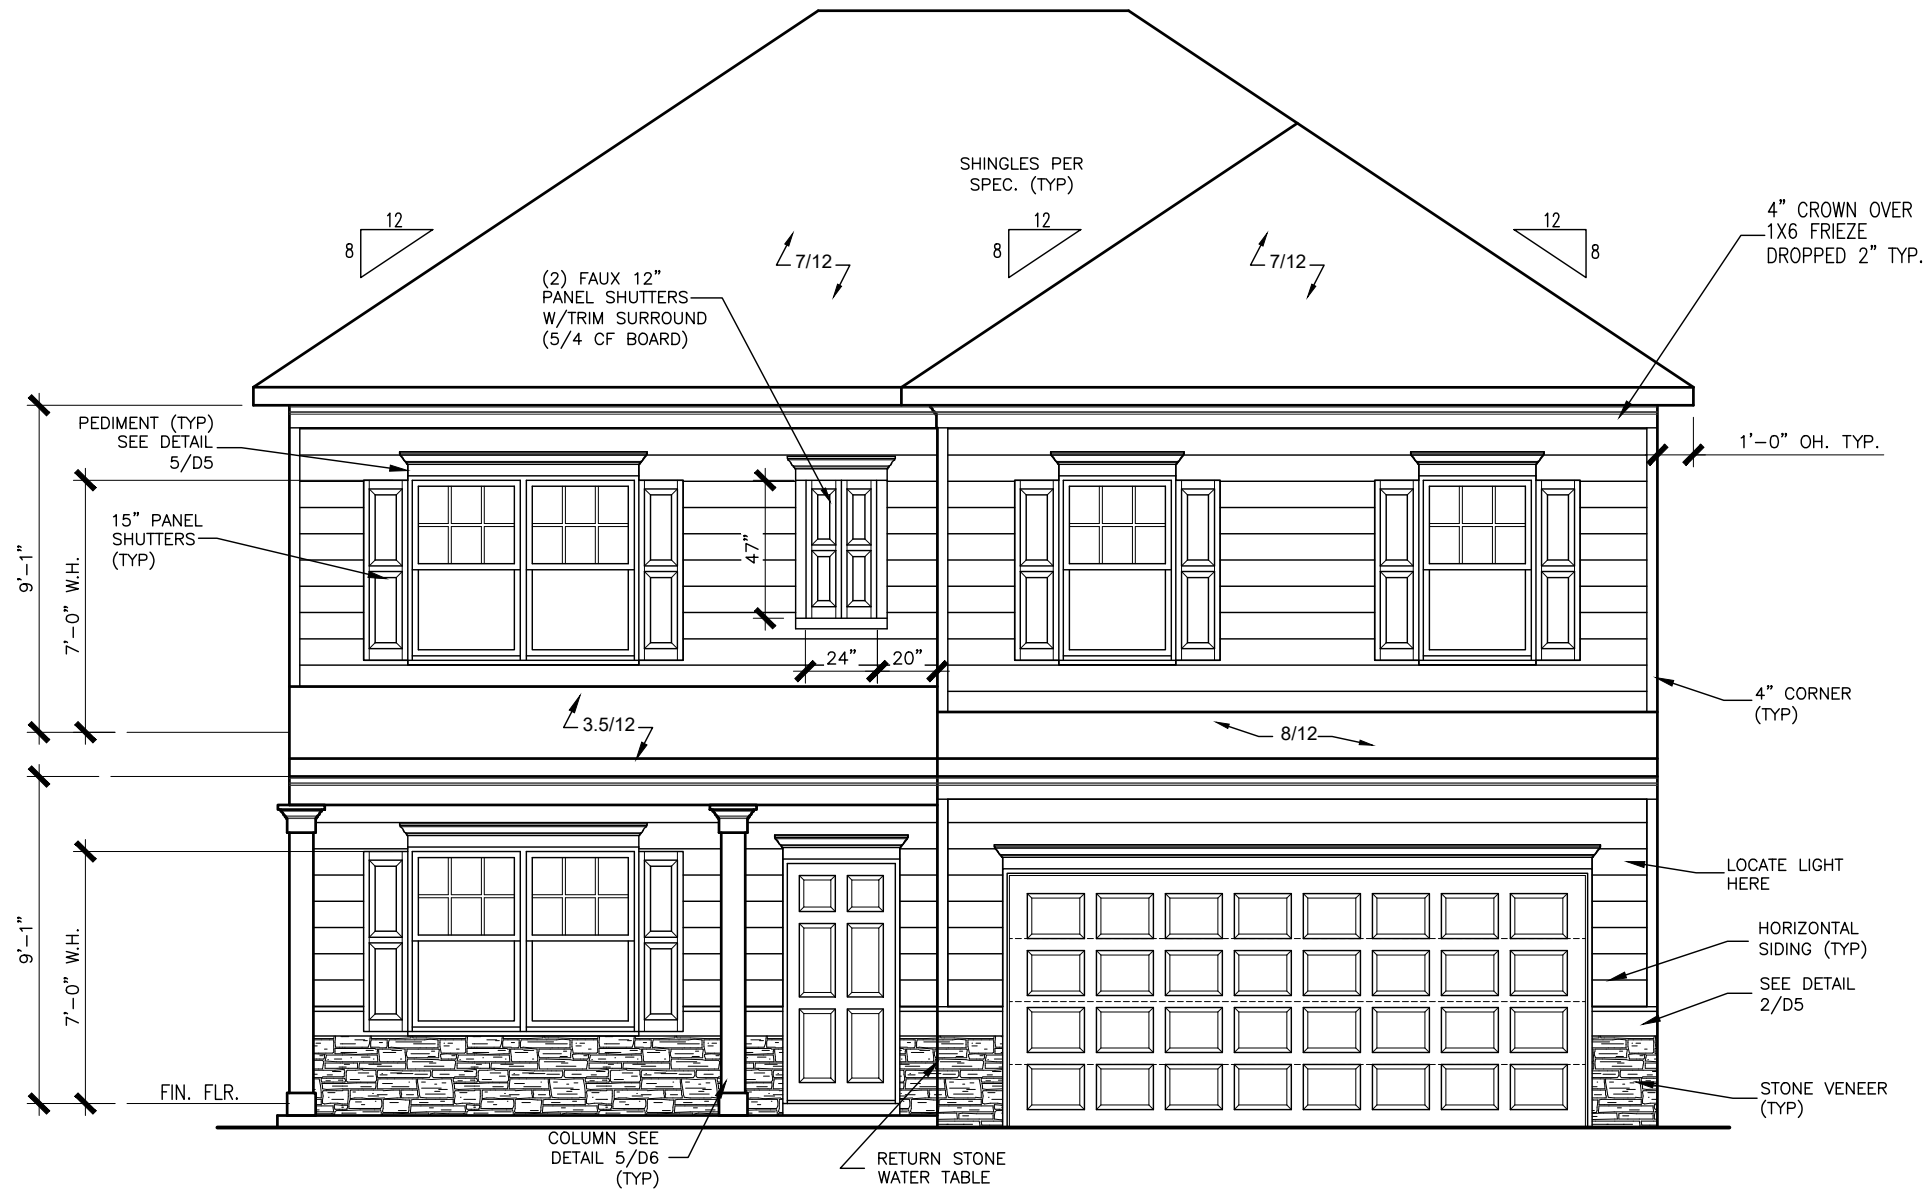 SHINGLES PER
SPEC. (TYP)
12
8
12
8
12
8
4” CROWN OVER
1X6 FRIEZE
DROPPED 2” TYP.
7/12
7/12
(2) FAUX 12”
PANEL SHUTTERS
W/TRIM SURROUND
(5/4 CF BOARD)
PEDIMENT (TYP)
SEE DETAIL
5/D5
1’-0” OH. TYP.
15” PANEL
SHUTTERS
(TYP)
9’-1”
7’-0” W.H.
47”
24”
20”
4” CORNER
(TYP)
3.5/12
8/12
LOCATE LIGHT
HERE
HORIZONTAL
SIDING (TYP)
SEE DETAIL
2/D5
9’-1”
7’-0” W.H.
FIN. FLR.
STONE VENEER
(TYP)
COLUMN SEE
DETAIL 5/D6
(TYP)
RETURN STONE
WATER TABLE